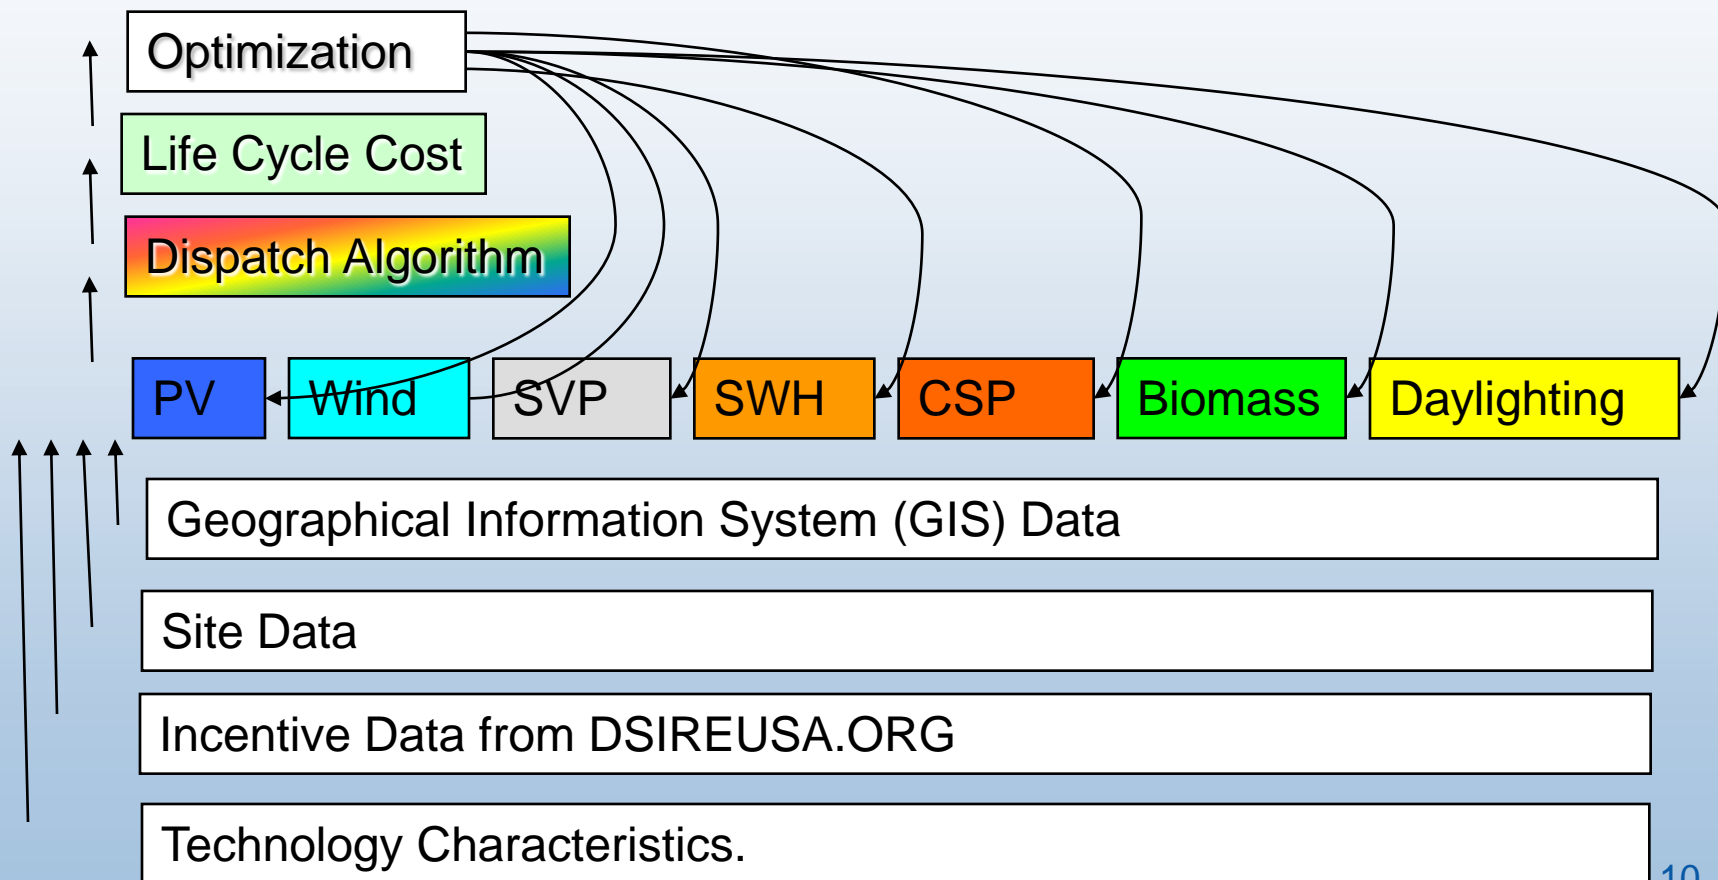 Optimization
Life Cycle Cost
Dispatch Algorithm
PV Wind SVP SWH CSP Biomass Daylighting
Geographical Information System (GIS) Data
Site Data
Incentive Data from DSIREUSA.ORG
Technology Characteristics.
10